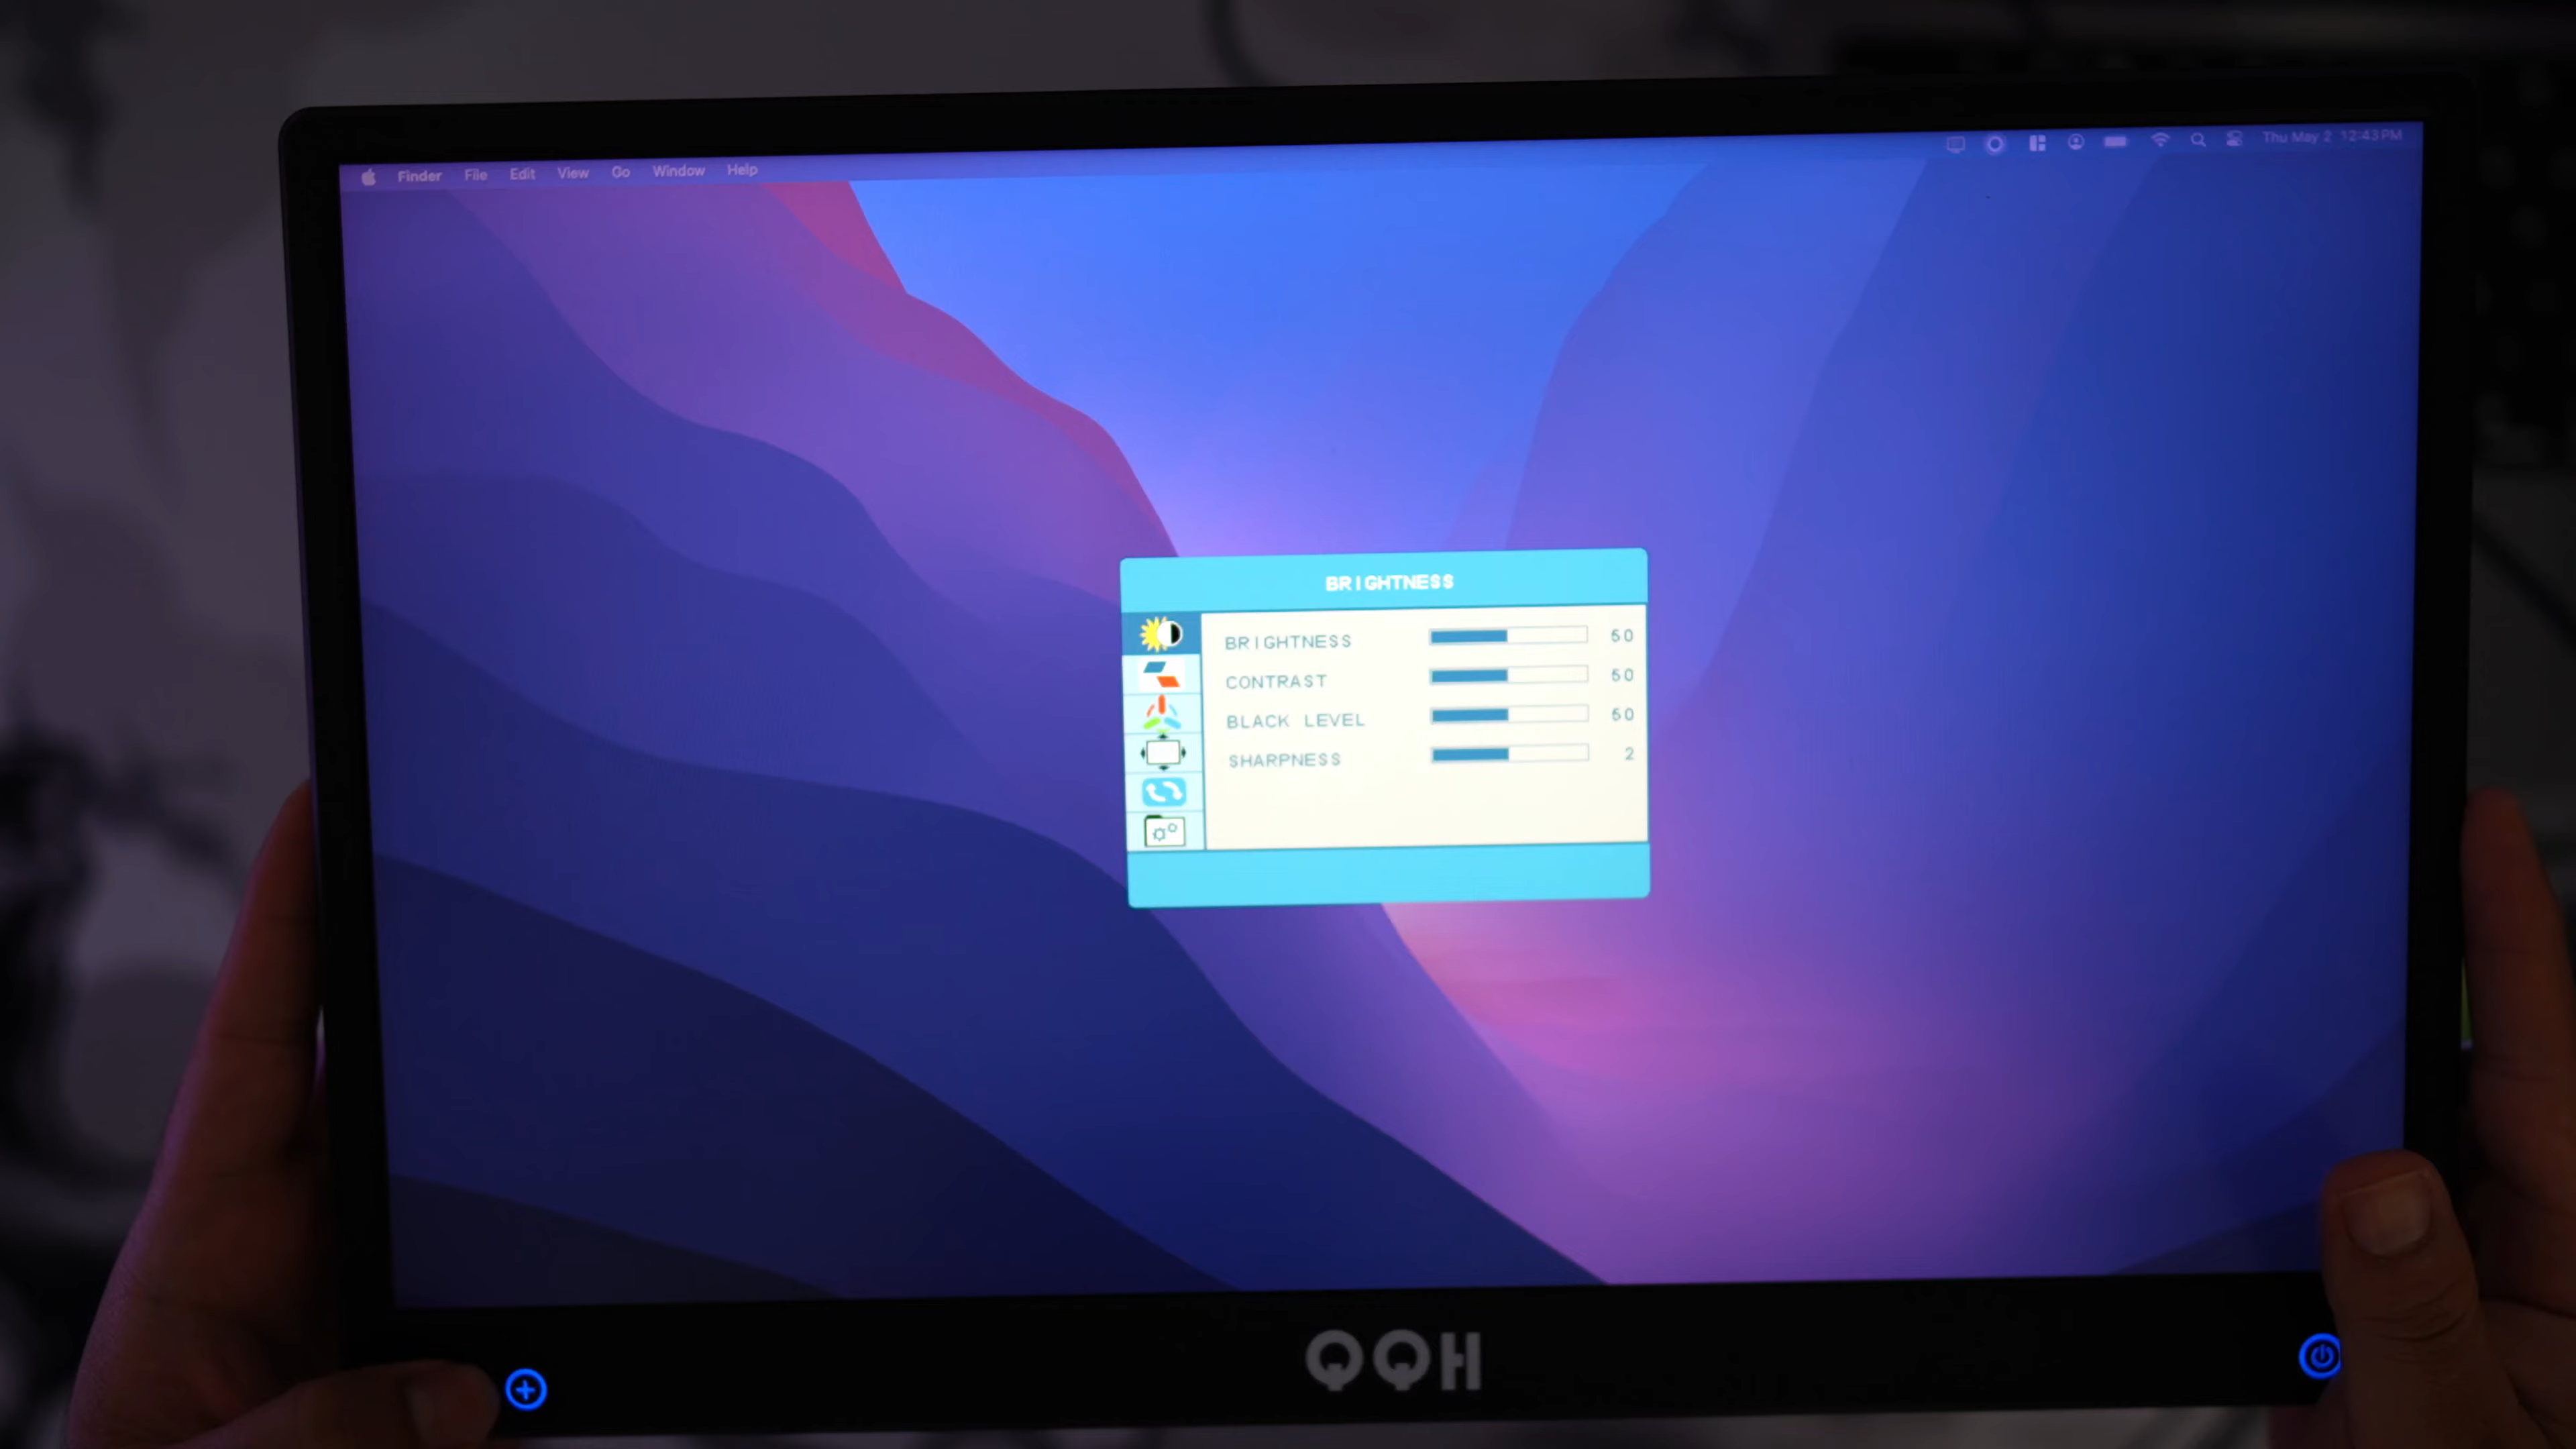 Finder File Edit View Go Window Help
Thu May 2 12:43 PM
BRIGHTNESS
BRIGHTNESS 50
CONTRAST 50
BLACK LEVEL 50
SHARPNESS 2
QQH